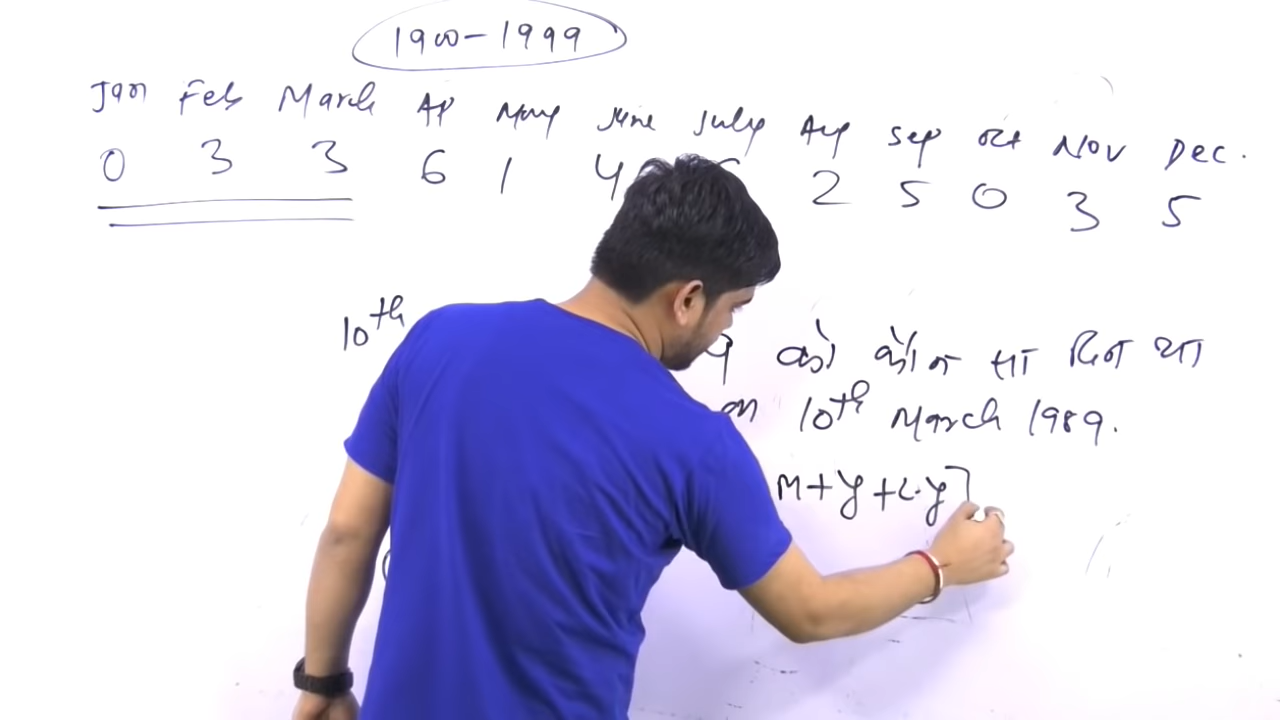 1900-1999
Jan Feb March Ap May June July Aug Sep Oct Nov Dec.
0 3 3 6 1 4 2 5 0 3 5
10th को कौन सा दिन था
on 10th March 1989.
M+y+L.y]